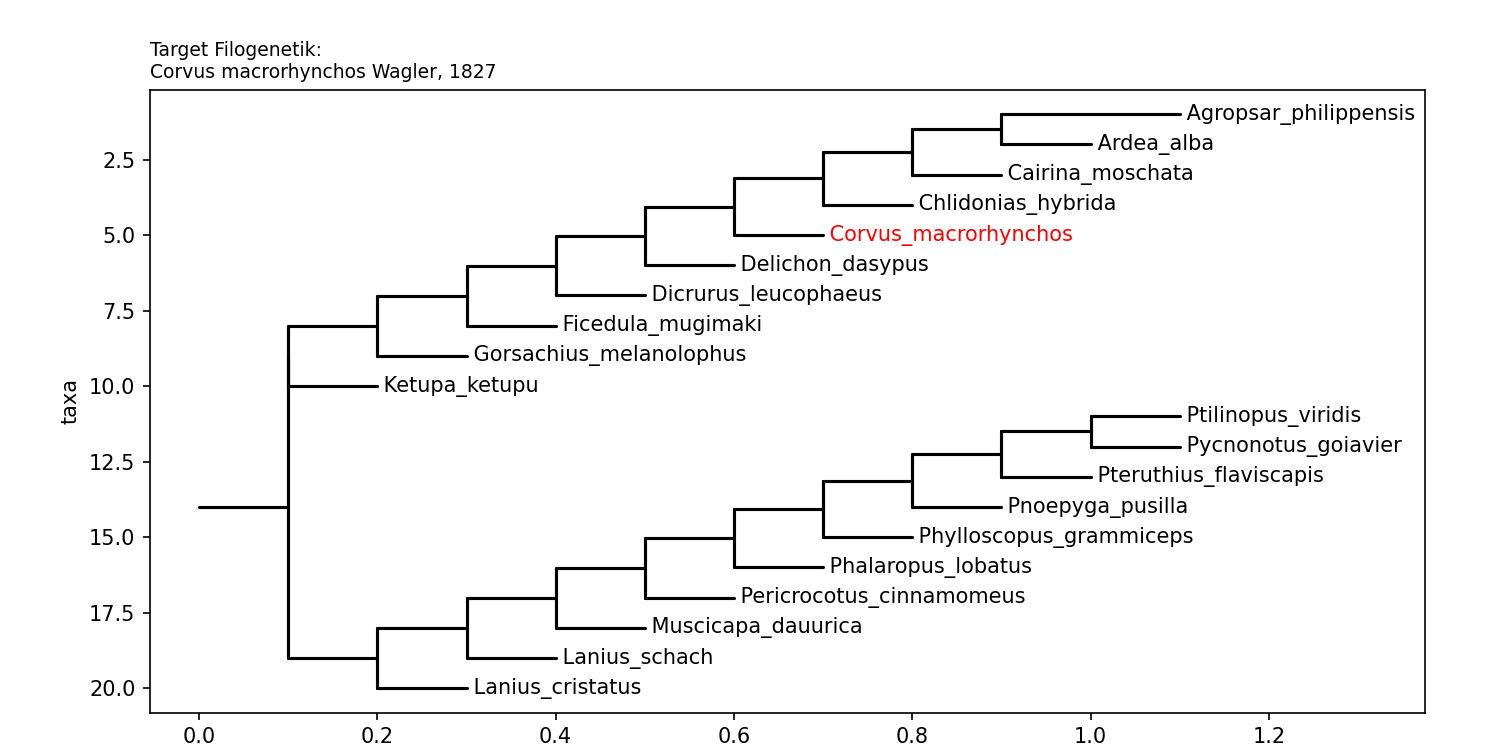 Target Filogenetik:
Corvus macrorhynchos Wagler, 1827
Agropsar_philippensis
Ardea_alba
2.5
Cairina_moschata
Chlidonias_hybrida
5.0
Corvus_macrorhynchos
Delichon_dasypus
Dicrurus_leucophaeus
7.5
Ficedula_mugimaki
Gorsachius_melanolophus
10.0
Ketupa_ketupu
taxa
Ptilinopus_viridis
Pycnonotus_goiavier
12.5
Pteruthius_flaviscapis
Pnoepyga_pusilla
15.0
Phylloscopus_grammiceps
Phalaropus_lobatus
Pericrocotus_cinnamomeus
17.5
Muscicapa_dauurica
Lanius_schach
20.0
Lanius_cristatus
0.0 0.2 0.4 0.6 0.8 1.0 1.2